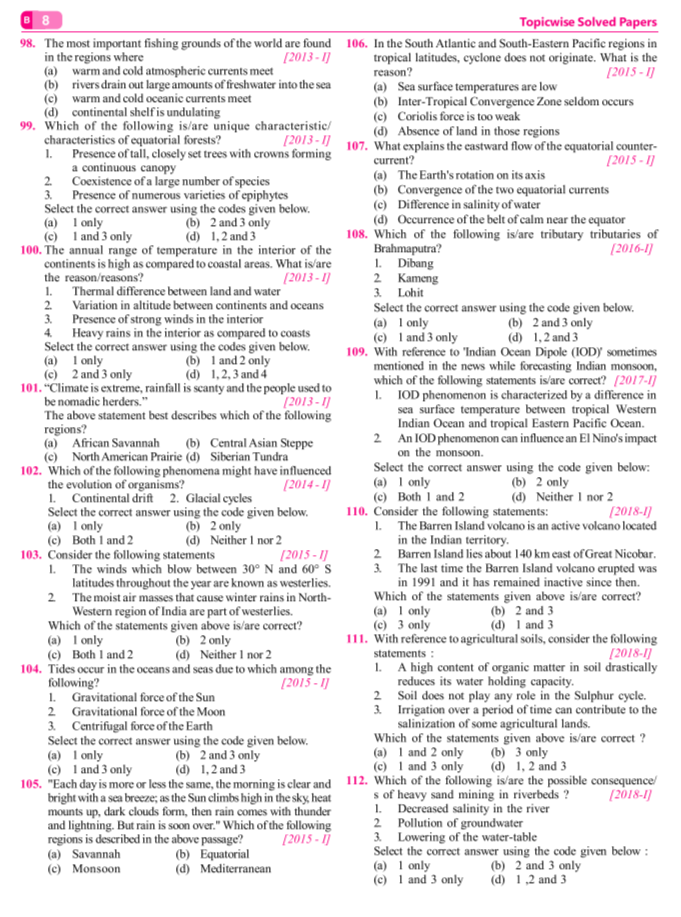 B 8
Topicwise Solved Papers
98. The most important fishing grounds of the world are found
in the regions where [2013 - I]
(a) warm and cold atmospheric currents meet
(b) rivers drain out large amounts of freshwater into the sea
(c) warm and cold oceanic currents meet
(d) continental shelf is undulating
99. Which of the following is/are unique characteristic/
characteristics of equatorial forests? [2013 - I]
1. Presence of tall, closely set trees with crowns forming
a continuous canopy
2. Coexistence of a large number of species
3. Presence of numerous varieties of epiphytes
Select the correct answer using the codes given below.
(a) 1 only (b) 2 and 3 only
(c) 1 and 3 only (d) 1, 2 and 3
100. The annual range of temperature in the interior of the
continents is high as compared to coastal areas. What is/are
the reason/reasons? [2013 - I]
1. Thermal difference between land and water
2. Variation in altitude between continents and oceans
3. Presence of strong winds in the interior
4. Heavy rains in the interior as compared to coasts
Select the correct answer using the codes given below.
(a) 1 only (b) 1 and 2 only
(c) 2 and 3 only (d) 1, 2, 3 and 4
101. “Climate is extreme, rainfall is scanty and the people used to
be nomadic herders.” [2013 - I]
The above statement best describes which of the following
regions?
(a) African Savannah (b) Central Asian Steppe
(c) North American Prairie (d) Siberian Tundra
102. Which of the following phenomena might have influenced
the evolution of organisms? [2014 - I]
1. Continental drift 2. Glacial cycles
Select the correct answer using the code given below.
(a) 1 only (b) 2 only
(c) Both 1 and 2 (d) Neither 1 nor 2
103. Consider the following statements [2015 - I]
1. The winds which blow between 30° N and 60° S
latitudes throughout the year are known as westerlies.
2. The moist air masses that cause winter rains in North-
Western region of India are part of westerlies.
Which of the statements given above is/are correct?
(a) 1 only (b) 2 only
(c) Both 1 and 2 (d) Neither 1 nor 2
104. Tides occur in the oceans and seas due to which among the
following? [2015 - I]
1. Gravitational force of the Sun
2. Gravitational force of the Moon
3. Centrifugal force of the Earth
Select the correct answer using the code given below.
(a) 1 only (b) 2 and 3 only
(c) 1 and 3 only (d) 1, 2 and 3
105. "Each day is more or less the same, the morning is clear and
bright with a sea breeze; as the Sun climbs high in the sky, heat
mounts up, dark clouds form, then rain comes with thunder
and lightning. But rain is soon over." Which of the following
regions is described in the above passage? [2015 - I]
(a) Savannah (b) Equatorial
(c) Monsoon (d) Mediterranean
106. In the South Atlantic and South-Eastern Pacific regions in
tropical latitudes, cyclone does not originate. What is the
reason? [2015 - I]
(a) Sea surface temperatures are low
(b) Inter-Tropical Convergence Zone seldom occurs
(c) Coriolis force is too weak
(d) Absence of land in those regions
107. What explains the eastward flow of the equatorial counter-
current? [2015 - I]
(a) The Earth's rotation on its axis
(b) Convergence of the two equatorial currents
(c) Difference in salinity of water
(d) Occurrence of the belt of calm near the equator
108. Which of the following is/are tributary tributaries of
Brahmaputra? [2016-I]
1. Dibang
2. Kameng
3. Lohit
Select the correct answer using the code given below.
(a) 1 only (b) 2 and 3 only
(c) 1 and 3 only (d) 1, 2 and 3
109. With reference to 'Indian Ocean Dipole (IOD)' sometimes
mentioned in the news while forecasting Indian monsoon,
which of the following statements is/are correct? [2017-I]
1. IOD phenomenon is characterized by a difference in
sea surface temperature between tropical Western
Indian Ocean and tropical Eastern Pacific Ocean.
2. An IOD phenomenon can influence an El Nino's impact
on the monsoon.
Select the correct answer using the code given below:
(a) 1 only (b) 2 only
(c) Both 1 and 2 (d) Neither 1 nor 2
110. Consider the following statements: [2018-I]
1. The Barren Island volcano is an active volcano located
in the Indian territory.
2. Barren Island lies about 140 km east of Great Nicobar.
3. The last time the Barren Island volcano erupted was
in 1991 and it has remained inactive since then.
Which of the statements given above is/are correct?
(a) 1 only (b) 2 and 3
(c) 3 only (d) 1 and 3
111. With reference to agricultural soils, consider the following
statements : [2018-I]
1. A high content of organic matter in soil drastically
reduces its water holding capacity.
2. Soil does not play any role in the Sulphur cycle.
3. Irrigation over a period of time can contribute to the
salinization of some agricultural lands.
Which of the statements given above is/are correct ?
(a) 1 and 2 only (b) 3 only
(c) 1 and 3 only (d) 1, 2 and 3
112. Which of the following is/are the possible consequence/
s of heavy sand mining in riverbeds ? [2018-I]
1. Decreased salinity in the river
2. Pollution of groundwater
3. Lowering of the water-table
Select the correct answer using the code given below :
(a) 1 only (b) 2 and 3 only
(c) 1 and 3 only (d) 1 ,2 and 3